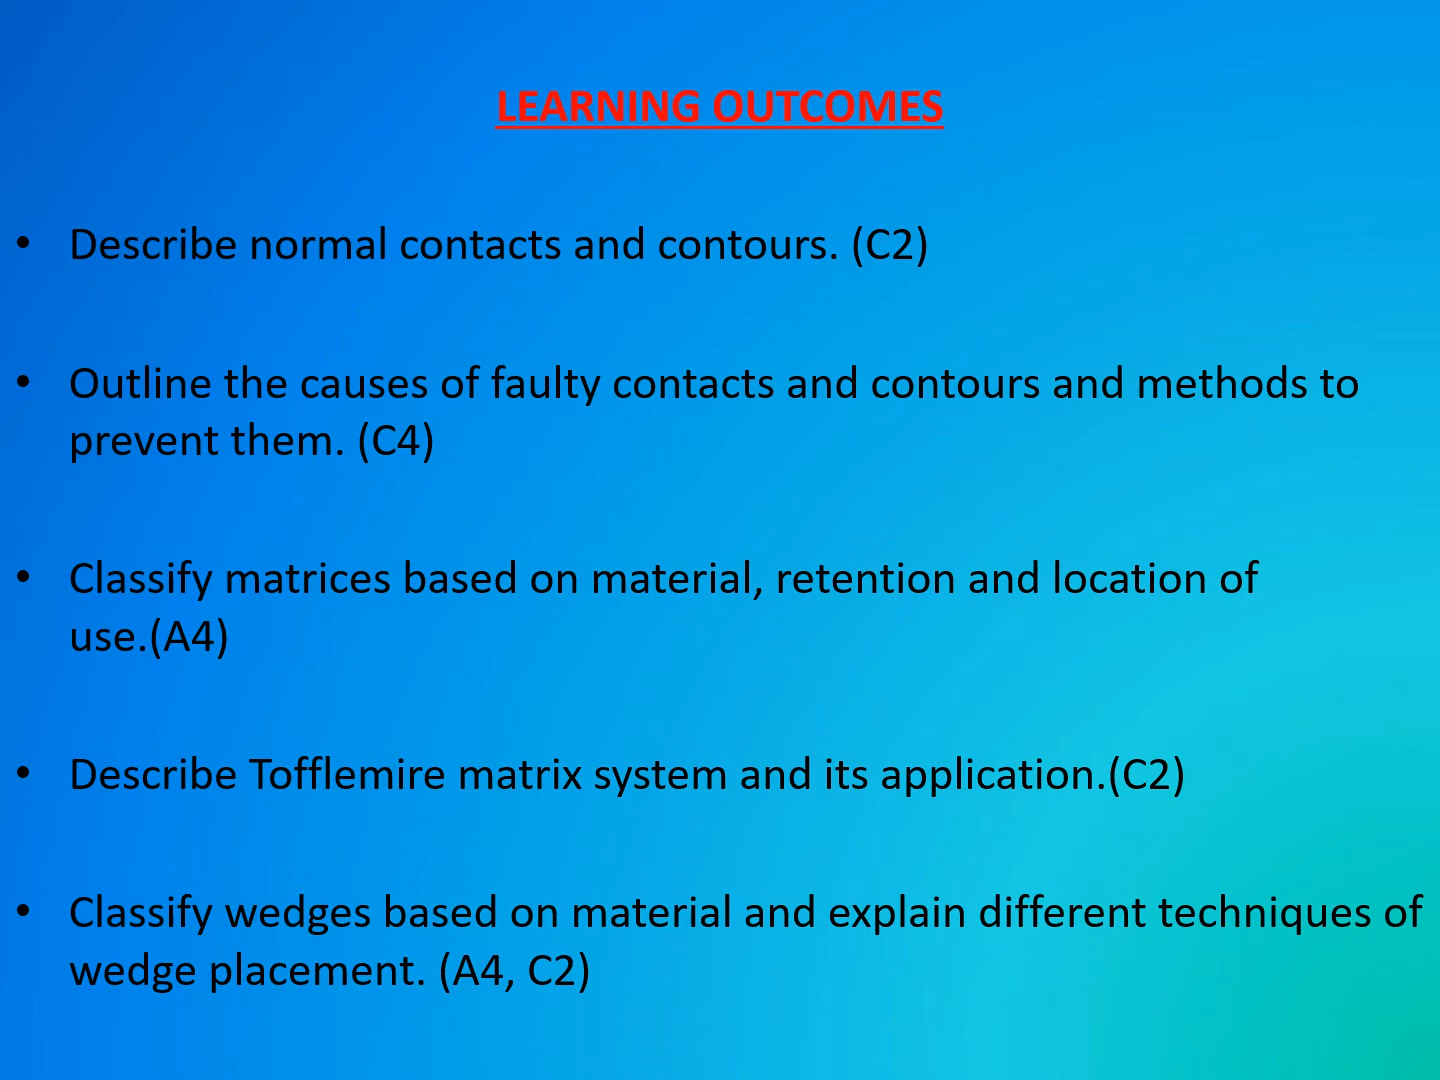 LEARNING OUTCOMES
• Describe normal contacts and contours. (C2)
• Outline the causes of faulty contacts and contours and methods to
prevent them. (C4)
• Classify matrices based on material, retention and location of
use.(A4)
• Describe Tofflemire matrix system and its application.(C2)
• Classify wedges based on material and explain different techniques of
wedge placement. (A4, C2)